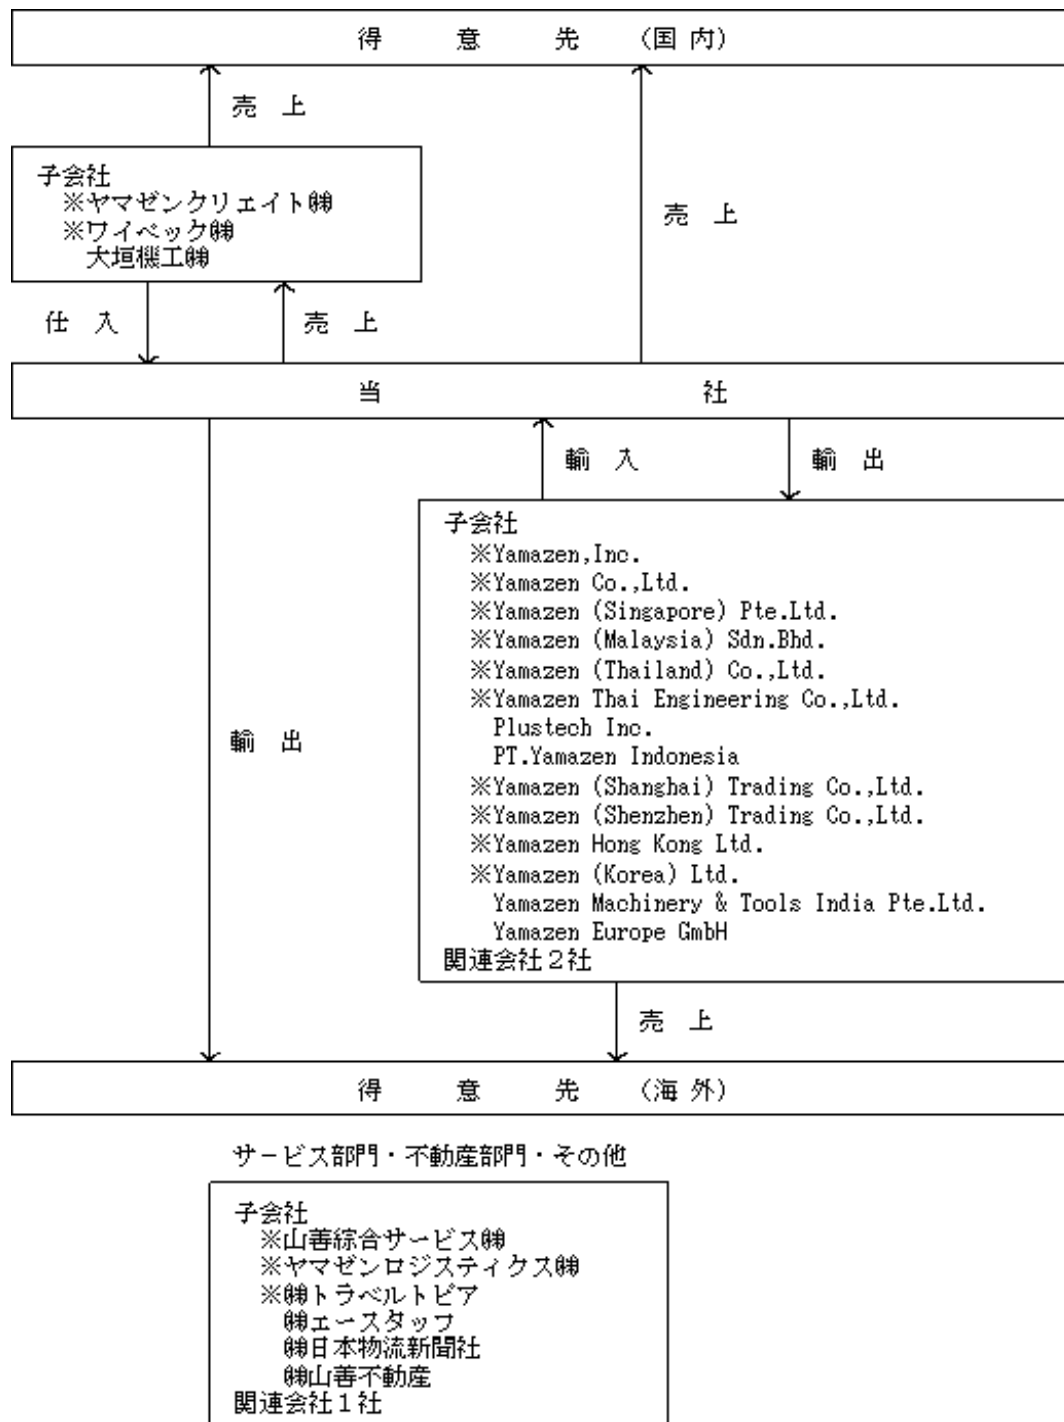 得 意 先 (国 内)
売 上
子会社
※ヤマゼンクリエイト㈱
※ワイベック㈱
大垣機工㈱
売 上
仕 入
売 上
当 社
輸 入
輸 出
子会社
※Yamazen,Inc.
※Yamazen Co.,Ltd.
※Yamazen (Singapore) Pte.Ltd.
※Yamazen (Malaysia) Sdn.Bhd.
※Yamazen (Thailand) Co.,Ltd.
※Yamazen Thai Engineering Co.,Ltd.
Plustech Inc.
PT.Yamazen Indonesia
※Yamazen (Shanghai) Trading Co.,Ltd.
※Yamazen (Shenzhen) Trading Co.,Ltd.
※Yamazen Hong Kong Ltd.
※Yamazen (Korea) Ltd.
Yamazen Machinery & Tools India Pte.Ltd.
Yamazen Europe GmbH
関連会社2社
輸 出
売 上
得 意 先 (海 外)
サービス部門・不動産部門・その他
子会社
※山善綜合サービス㈱
※ヤマゼンロジスティクス㈱
※㈱トラベルトピア
㈱エースタッフ
㈱日本物流新聞社
㈱山善不動産
関連会社1社